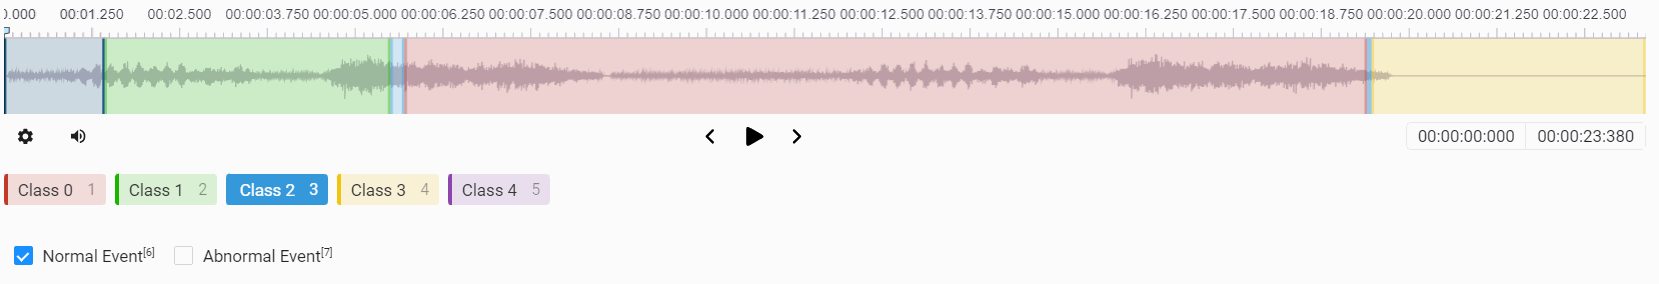 0.000 00:01.250 00:00:02.500 00:00:03.750 00:00:05.000 00:00:06.250 00:00:07.500 00:00:08.750 00:00:10.000 00:00:11.250 00:00:12.500 00:00:13.750 00:00:15.000 00:00:16.250 00:00:17.500 00:00:18.750 00:00:20.000 00:00:21.250 00:00:22.500
00:00:00:000 00:00:23:380
Class 0 1 Class 1 2 Class 2 3 Class 3 4 Class 4 5
Normal Event[6] Abnormal Event[7]